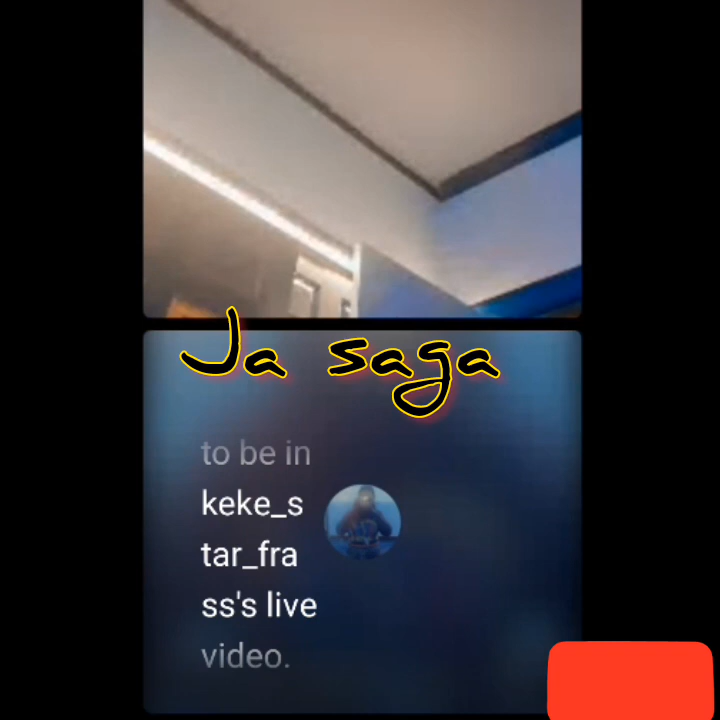 Ja saga
to be in
keke_s
tar_fra
ss's live
video.